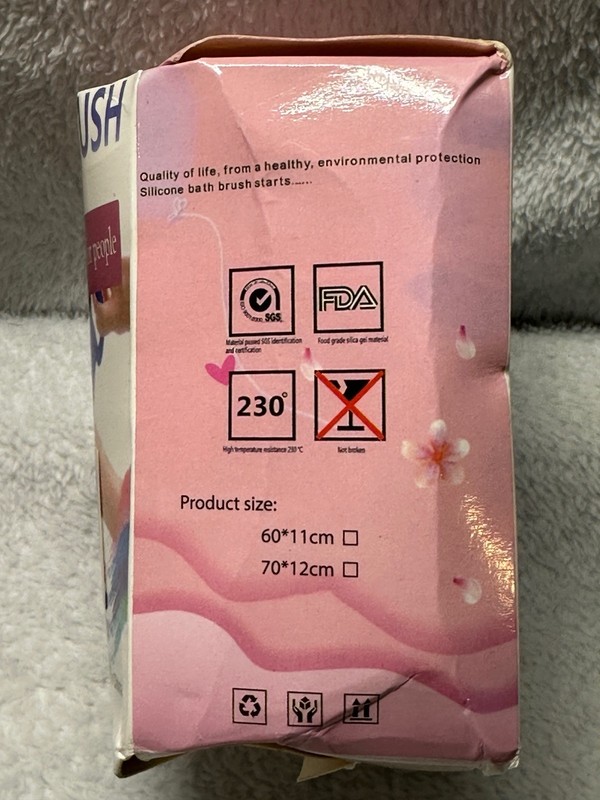 USH
people
Quality of life, from a healthy, environmental protection
Silicone bath brush starts......
SGS
FDA
Material passed SGS identification
and certification
Food grade silica gel material
230°
High temperature resistance 230 °C
Not broken
Product size:
60*11cm
70*12cm